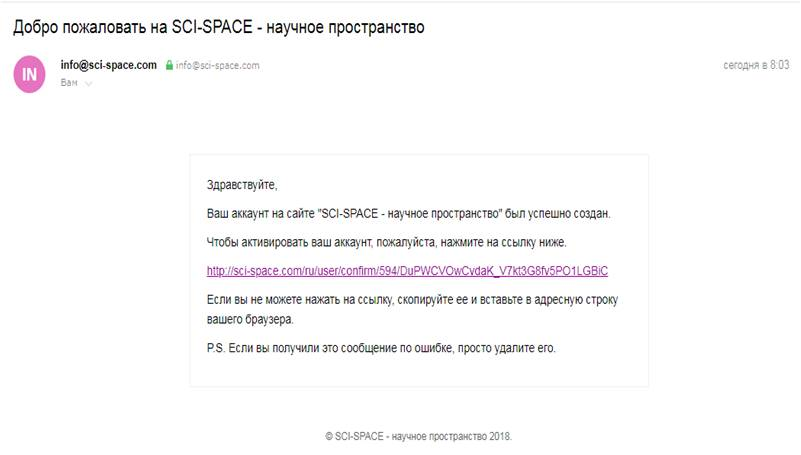 Добро пожаловать на SCI-SPACE - научное пространство
IN
info@sci-space.com info@sci-space.com
сегодня в 8:03
Вам
Здравствуйте,
Ваш аккаунт на сайте "SCI-SPACE - научное пространство" был успешно создан.
Чтобы активировать ваш аккаунт, пожалуйста, нажмите на ссылку ниже.
http://sci-space.com/ru/user/confirm/594/DuPWCVOwCvdaK_V7kt3G8fv5PO1LGBiC
Если вы не можете нажать на ссылку, скопируйте ее и вставьте в адресную строку
вашего браузера.
P.S. Если вы получили это сообщение по ошибке, просто удалите его.
© SCI-SPACE - научное пространство 2018.